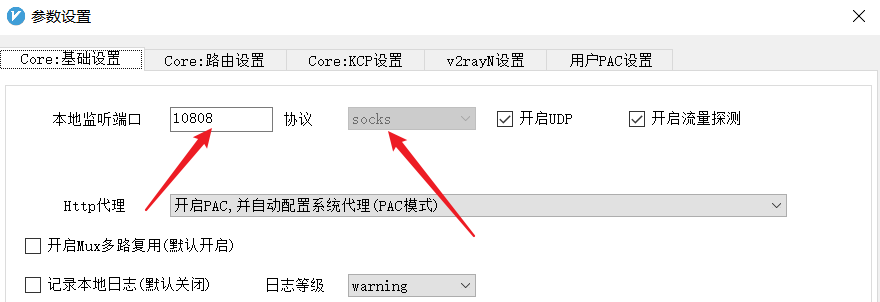 参数设置
Core:基础设置 Core:路由设置 Core:KCP设置 v2rayN设置 用户PAC设置
本地监听端口 10808 协议 socks 开启UDP 开启流量探测
Http代理 开启PAC,并自动配置系统代理(PAC模式)
开启Mux多路复用(默认开启)
记录本地日志(默认关闭) 日志等级 warning